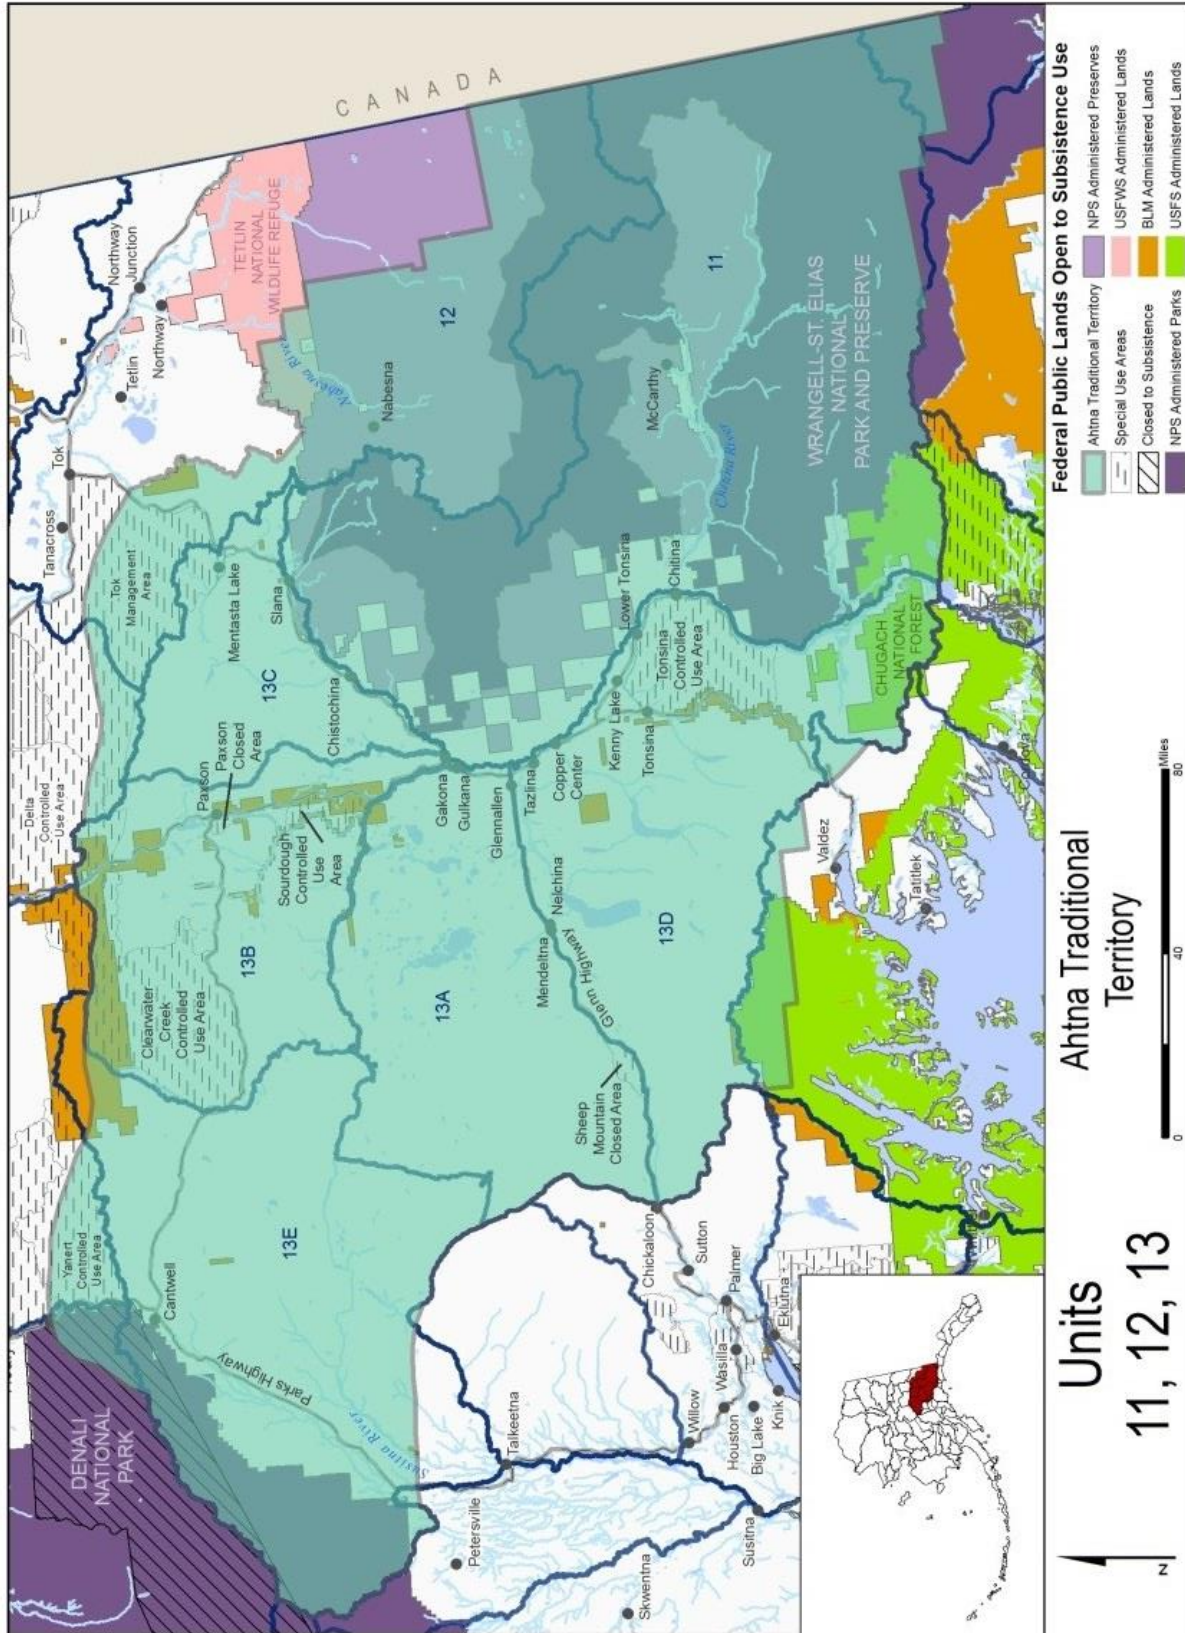 CANADA
DENALI
NATIONAL
PARK
Yanert
Controlled
Use Area
Cantwell
Parks Highway
Susitna River
Petersville
Skwentna
Talkeetna
Susitna
Willow
Houston
Big Lake
Wasilla
Knik
Palmer
Eklutna
Sutton
Chickaloon
13E
Clearwater
Creek
Controlled
Use Area
13B
13A
Delta
Controlled
Use Area
Paxson
Paxson
Closed
Area
Sourdough
Controlled
Use
Area
Sheep
Mountain
Closed Area
Glenn Highway
Mendeltna
Nelchina
13D
Gakona
Gulkana
Glennallen
Tazlina
Copper
Center
Chistochina
13C
Slana
Mentasta Lake
Tok
Management
Area
Tanacross
Tok
Tetlin
Northway
Northway
Junction
TETLIN
NATIONAL
WILDLIFE REFUGE
Nabesna River
Nabesna
12
11
McCarthy
Chitina River
WRANGELL-ST. ELIAS
NATIONAL
PARK AND PRESERVE
Lower Tonsina
Chitina
Kenny Lake
Tonsina
Tonsina
Controlled
Use Area
CHUGACH
NATIONAL
FOREST
Valdez
Tatitlek
Cordova
Units
11, 12, 13
Ahtna Traditional
Territory
N
0
40
80
Miles
Federal Public Lands Open to Subsistence Use
Ahtna Traditional Territory
Special Use Areas
Closed to Subsistence
NPS Administered Parks
NPS Administered Preserves
USFWS Administered Lands
BLM Administered Lands
USFS Administered Lands